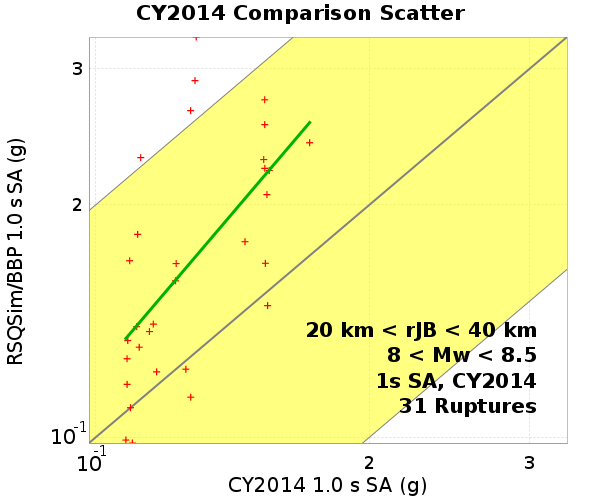 CY2014 Comparison Scatter
RSQSim/BBP 1.0 s SA (g)
3
2
10-1
20 km < rJB < 40 km
8 < Mw < 8.5
1s SA, CY2014
31 Ruptures
10-1
2
3
CY2014 1.0 s SA (g)